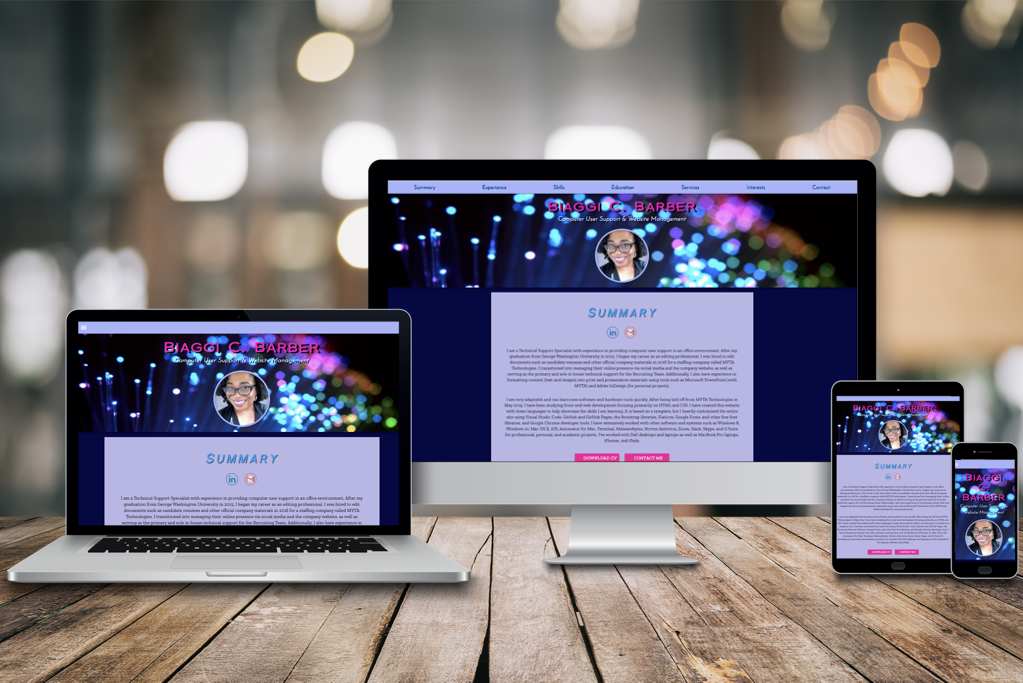 Summary Experience Skills Education Services Interests Contact
BIAGGI C. BARBER
Computer User Support & Website Management
SUMMARY
in M
I am a Technical Support Specialist with experience in providing computer user support in an office environment. After my
graduation from George Washington University in 2013, I began my career as an editing professional. I was hired to edit
documents such as candidate resumes and other official company materials in 2018 for a staffing company called MYTA
Technologies. I transitioned into managing their online presence via social media and the company website, as well as
serving as the primary and sole in-house technical support for the Recruiting Team. Additionally, I also have experience in
formatting content (text and images) into print and presentation materials using tools such as Microsoft PowerPoint (with
MYTA) and Adobe InDesign (for personal projects).
I am very adaptable and can learn new software and hardware tools quickly. After being laid off from MYTA Technologies in
May 2019, I have been studying front-end web development focusing primarily on HTML and CSS. I have created this website
with these languages to help showcase the skills I am learning. It is based on a template, but I heavily customized the entire
site using Visual Studio Code, GitHub and GitHub Pages, the Bootstrap libraries, Flaticon, Google Fonts, and other free font
libraries, and Google Chrome developer tools. I have extensively worked with other software and systems such as Windows 8,
Windows 10, Mac OS X, iOS, Automator for Mac, Terminal, Malwarebytes, Norton Antivirus, Zoom, Slack, Skype, and G Suite
for professional, personal, and academic projects. I've worked with Dell desktops and laptops as well as MacBook Pro laptops,
iPhones, and iPads.
DOWNLOAD CV CONTACT ME
BIAGGI C. BARBER
Computer User Support & Website Management
SUMMARY
in M
I am a Technical Support Specialist with experience in providing computer user support in an office environment. After my
graduation from George Washington University in 2013, I began my career as an editing professional. I was hired to edit
documents such as candidate resumes and other official company materials in 2018 for a staffing company called MYTA
Technologies. I transitioned into managing their online presence via social media and the company website, as well as
serving as the primary and sole in-house technical support for the Recruiting Team. Additionally, I also have experience in
BIAGGI C. BARBER
Computer User Support & Website Management
SUMMARY
DOWNLOAD CV CONTACT ME
BIAGGI
C.
BARBER
Computer User Support &
Website Management